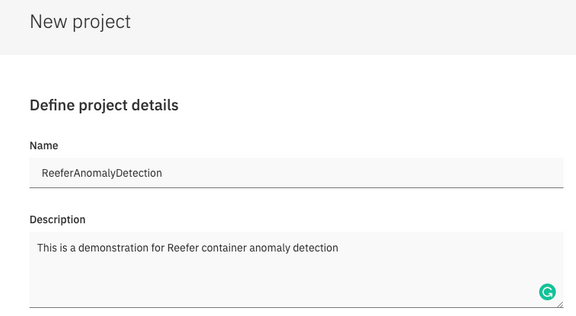 New project
Define project details
Name
ReeferAnomalyDetection
Description
This is a demonstration for Reefer container anomaly detection